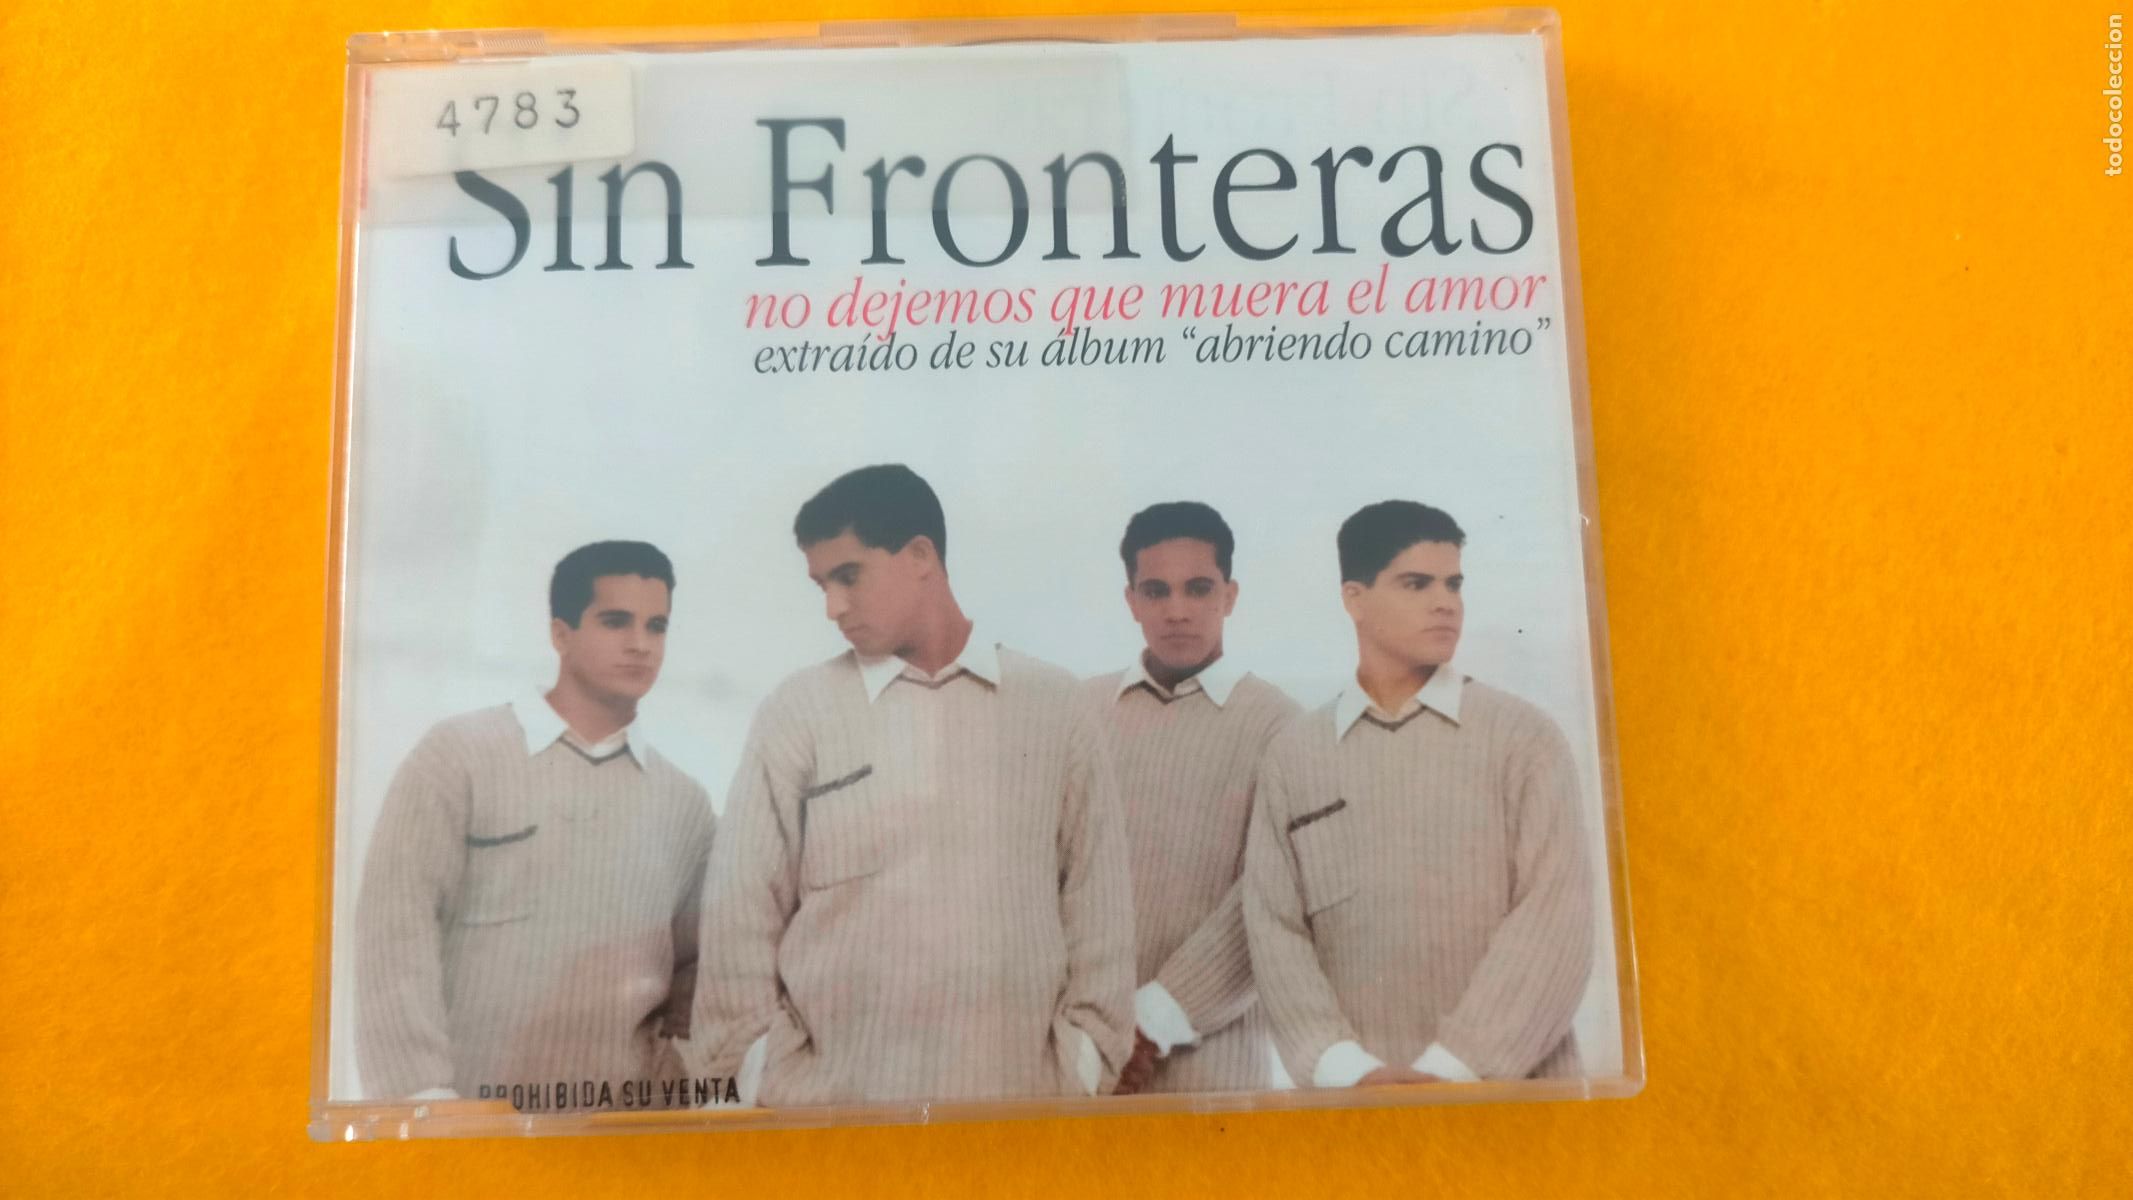 4783
Sin Fronteras
no dejemos que muera el amor
extraído de su álbum “abriendo camino”
PROHIBIDA SU VENTA
todocoleccion